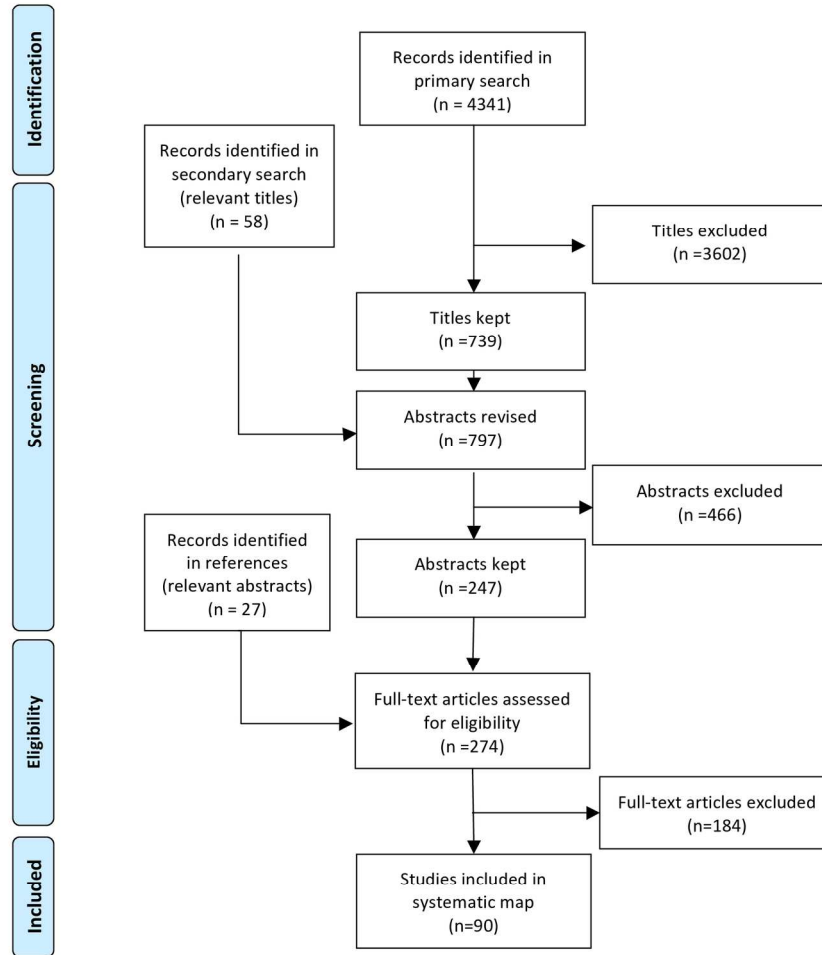 Identification
Records identified in
primary search
(n = 4341)
Records identified in
secondary search
(relevant titles)
(n = 58)
Titles excluded
(n =3602)
Screening
Titles kept
(n =739)
Abstracts revised
(n =797)
Abstracts excluded
(n =466)
Records identified
in references
(relevant abstracts)
(n = 27)
Abstracts kept
(n =247)
Eligibility
Full-text articles assessed
for eligibility
(n =274)
Full-text articles excluded
(n=184)
Included
Studies included in
systematic map
(n=90)